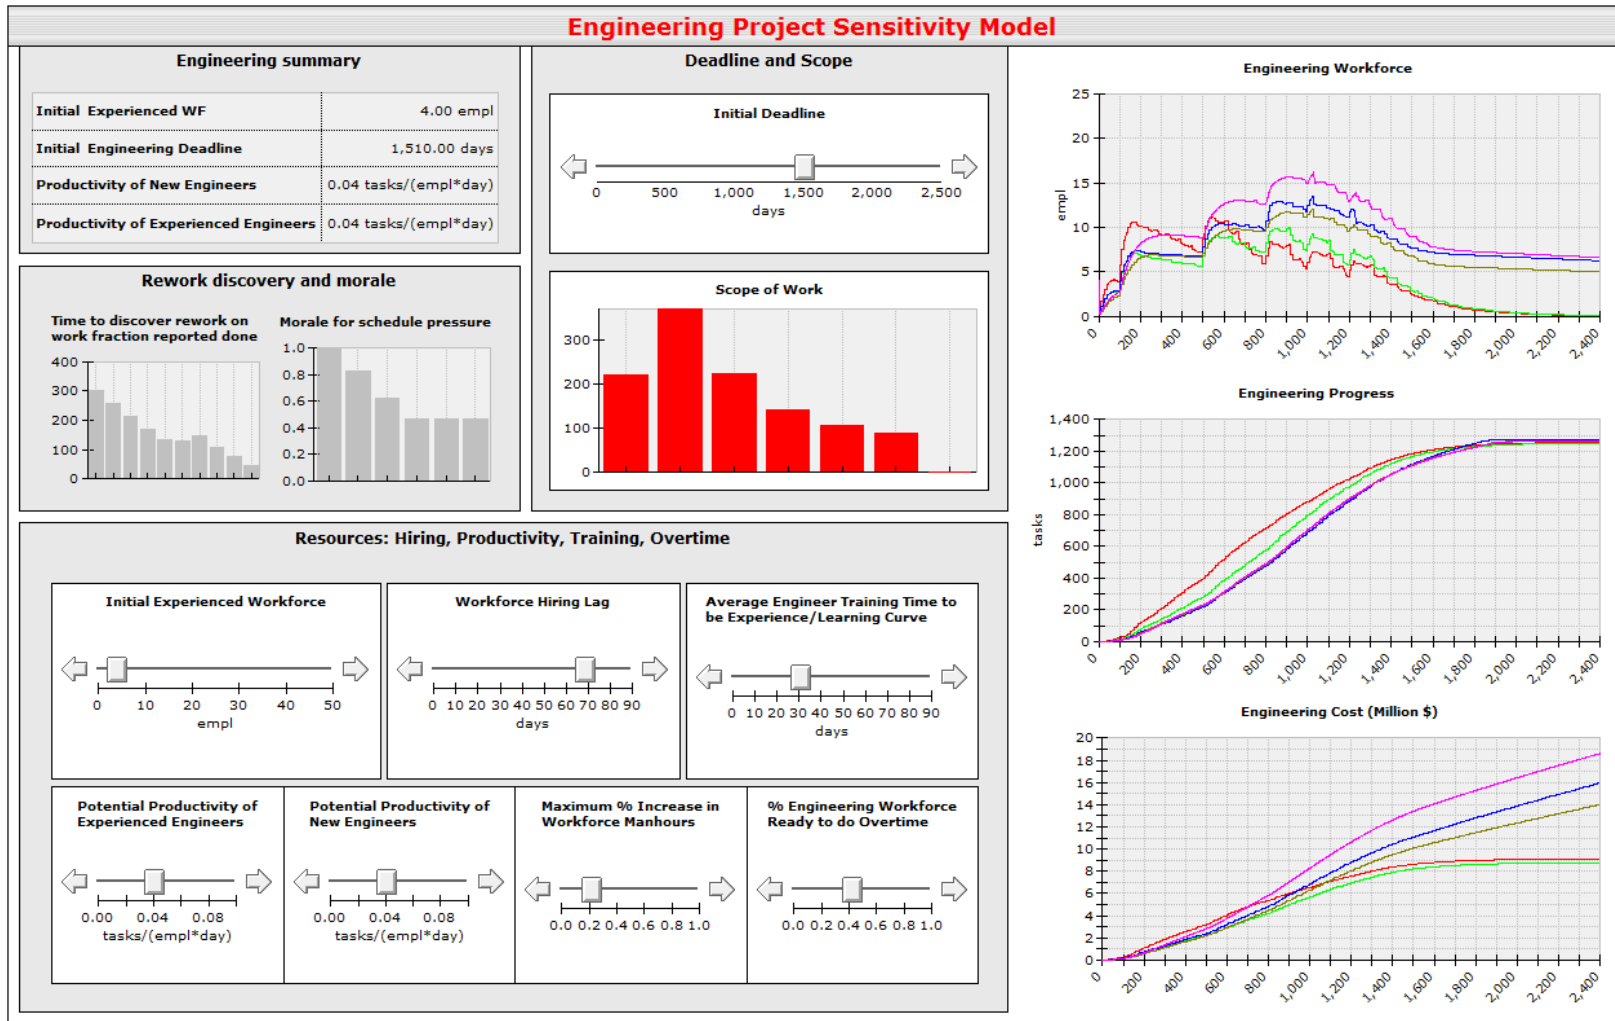 Engineering Project Sensitivity Model
Engineering summary
Initial Experienced WF 4.00 empl
Initial Engineering Deadline 1,510.00 days
Productivity of New Engineers 0.04 tasks/(empl*day)
Productivity of Experienced Engineers 0.04 tasks/(empl*day)
Rework discovery and morale
Time to discover rework on
work fraction reported done
400
300
200
100
0
Morale for schedule pressure
1.0
0.8
0.6
0.4
0.2
0.0
Deadline and Scope
Initial Deadline
0 500 1,000 1,500 2,000 2,500
days
Scope of Work
300
200
100
0
Resources: Hiring, Productivity, Training, Overtime
Initial Experienced Workforce
0 10 20 30 40 50
empl
Workforce Hiring Lag
0 10 20 30 40 50 60 70 80 90
days
Average Engineer Training Time to
be Experience/Learning Curve
0 10 20 30 40 50 60 70 80 90
days
Potential Productivity of
Experienced Engineers
0.00 0.04 0.08
tasks/(empl*day)
Potential Productivity of
New Engineers
0.00 0.04 0.08
tasks/(empl*day)
Maximum % Increase in
Workforce Manhours
0.0 0.2 0.4 0.6 0.8 1.0
% Engineering Workforce
Ready to do Overtime
0.0 0.2 0.4 0.6 0.8 1.0
Engineering Workforce
25
20
15
10
5
0
empl
0 200 400 600 800 1,000 1,200 1,400 1,600 1,800 2,000 2,200 2,400
Engineering Progress
1,400
1,200
1,000
800
600
400
200
0
tasks
0 200 400 600 800 1,000 1,200 1,400 1,600 1,800 2,000 2,200 2,400
Engineering Cost (Million $)
20
18
16
14
12
10
8
6
4
2
0
0 200 400 600 800 1,000 1,200 1,400 1,600 1,800 2,000 2,200 2,400